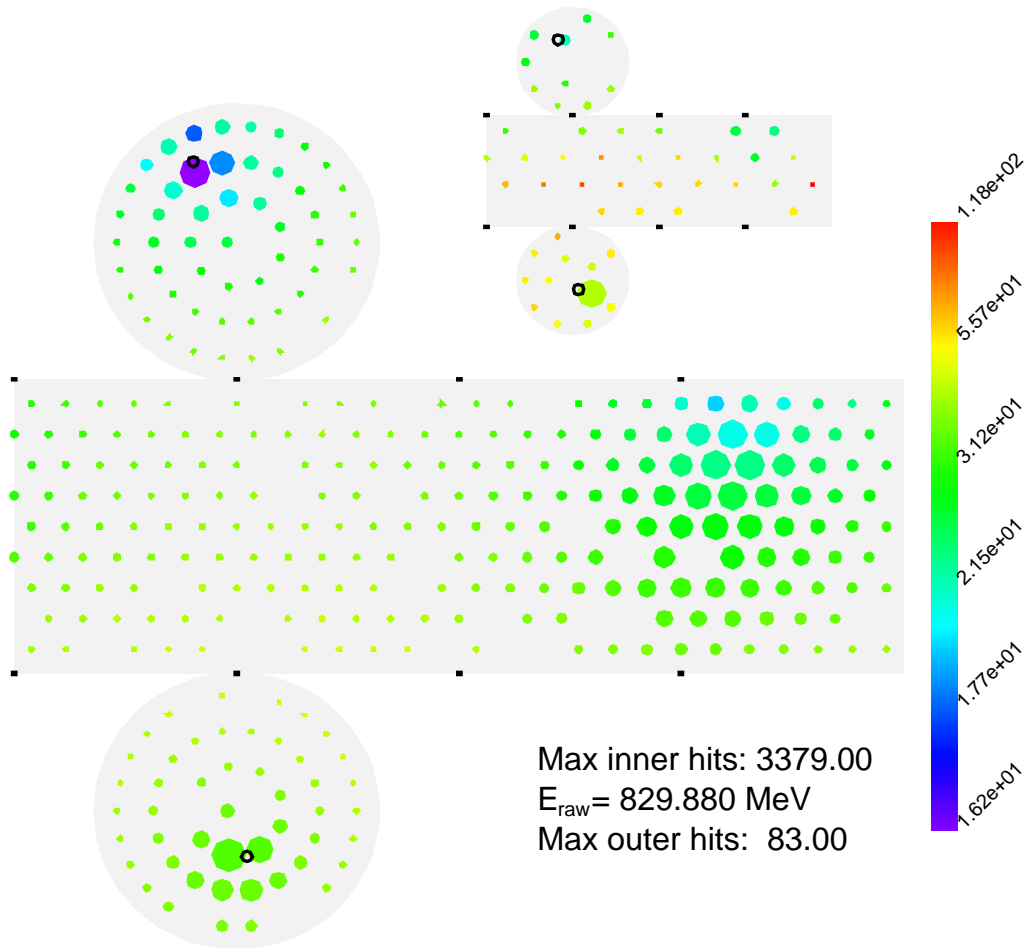 1.18e+02
5.57e+01
3.12e+01
2.15e+01
1.77e+01
1.62e+01
Max inner hits: 3379.00
Eraw= 829.880 MeV
Max outer hits: 83.00